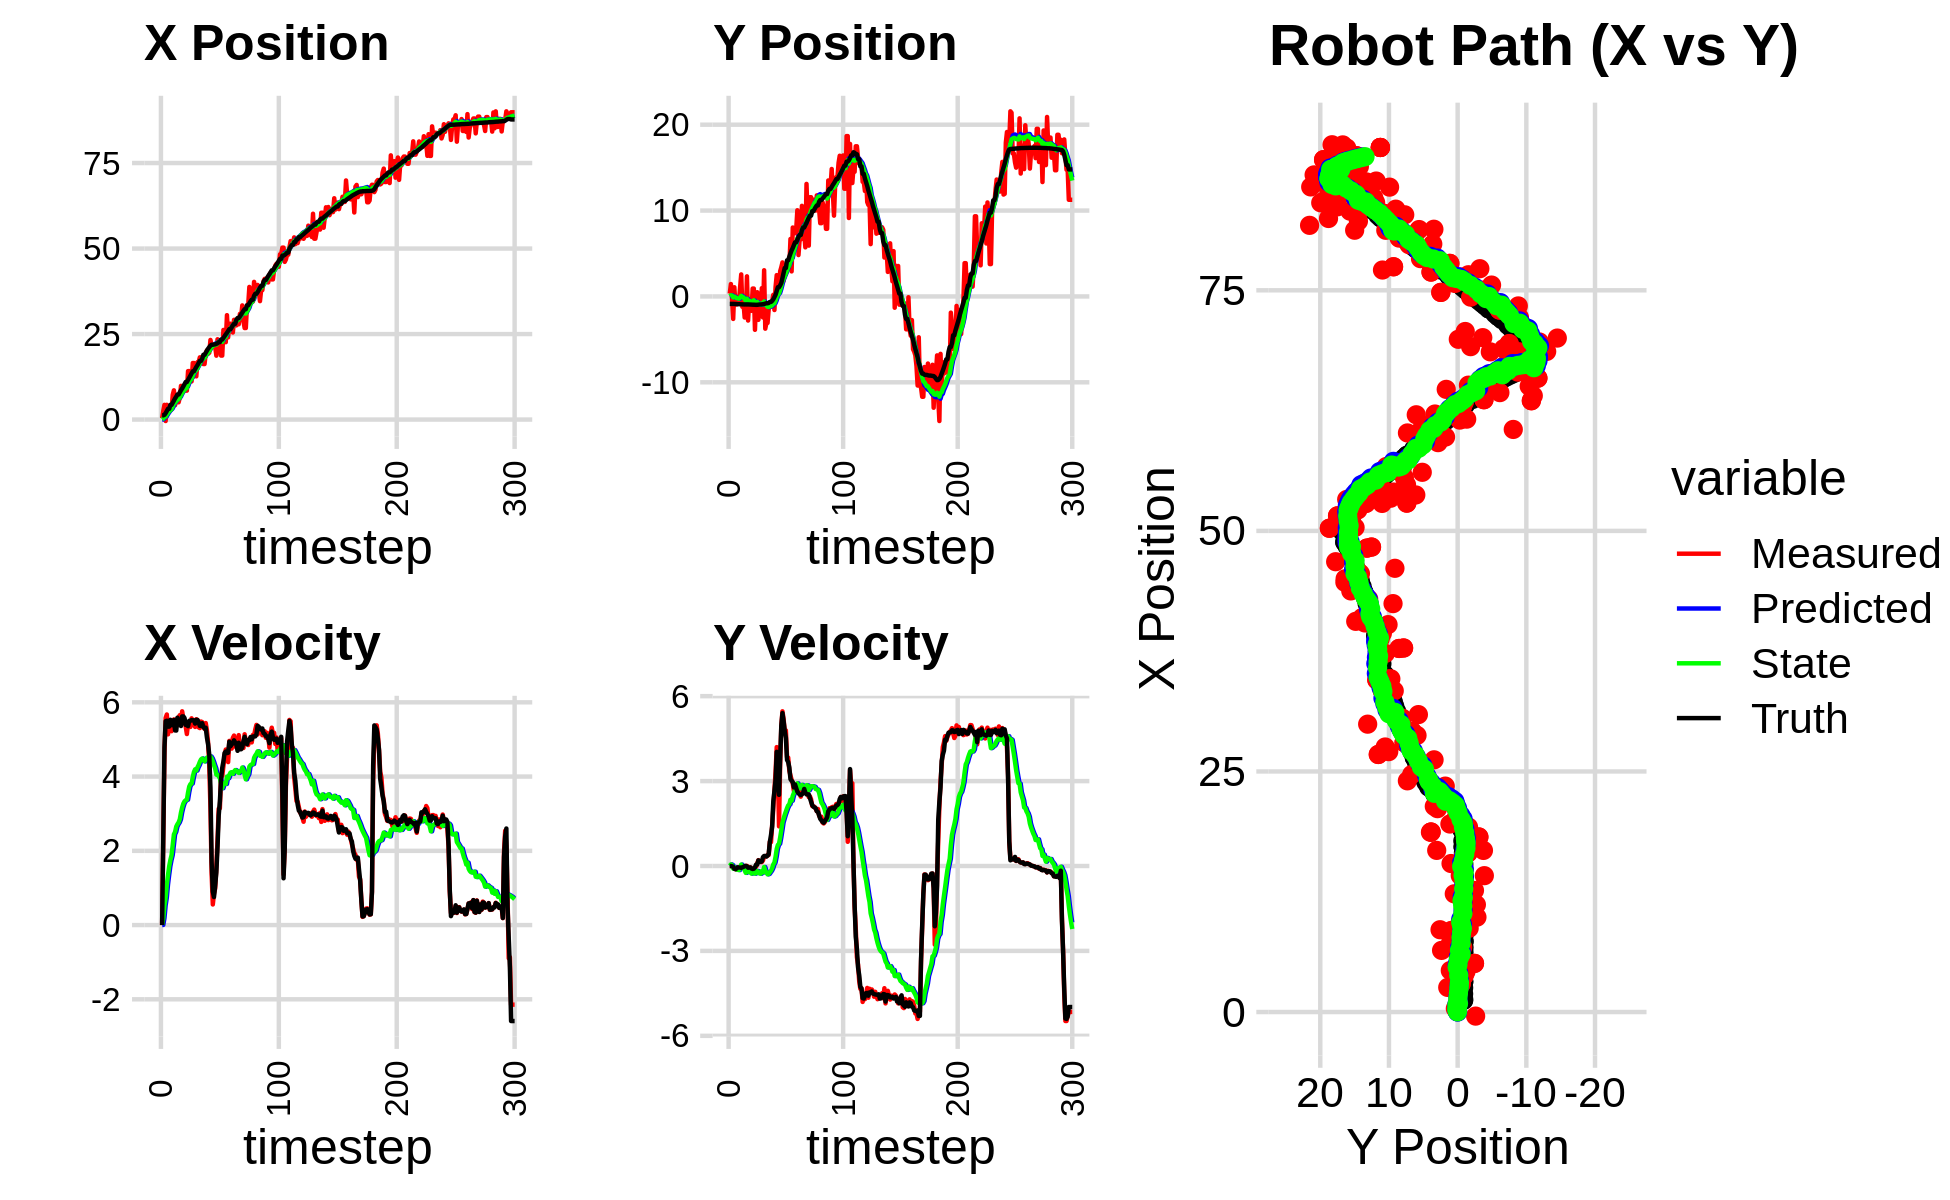 X Position
75
50
25
0
0
100
200
300
timestep
Y Position
20
10
0
-10
0
100
200
300
timestep
X Velocity
6
4
2
0
-2
0
100
200
300
timestep
Y Velocity
6
3
0
-3
-6
0
100
200
300
timestep
Robot Path (X vs Y)
X Position
75
50
25
0
20 10 0 -10 -20
Y Position
variable
Measured
Predicted
State
Truth